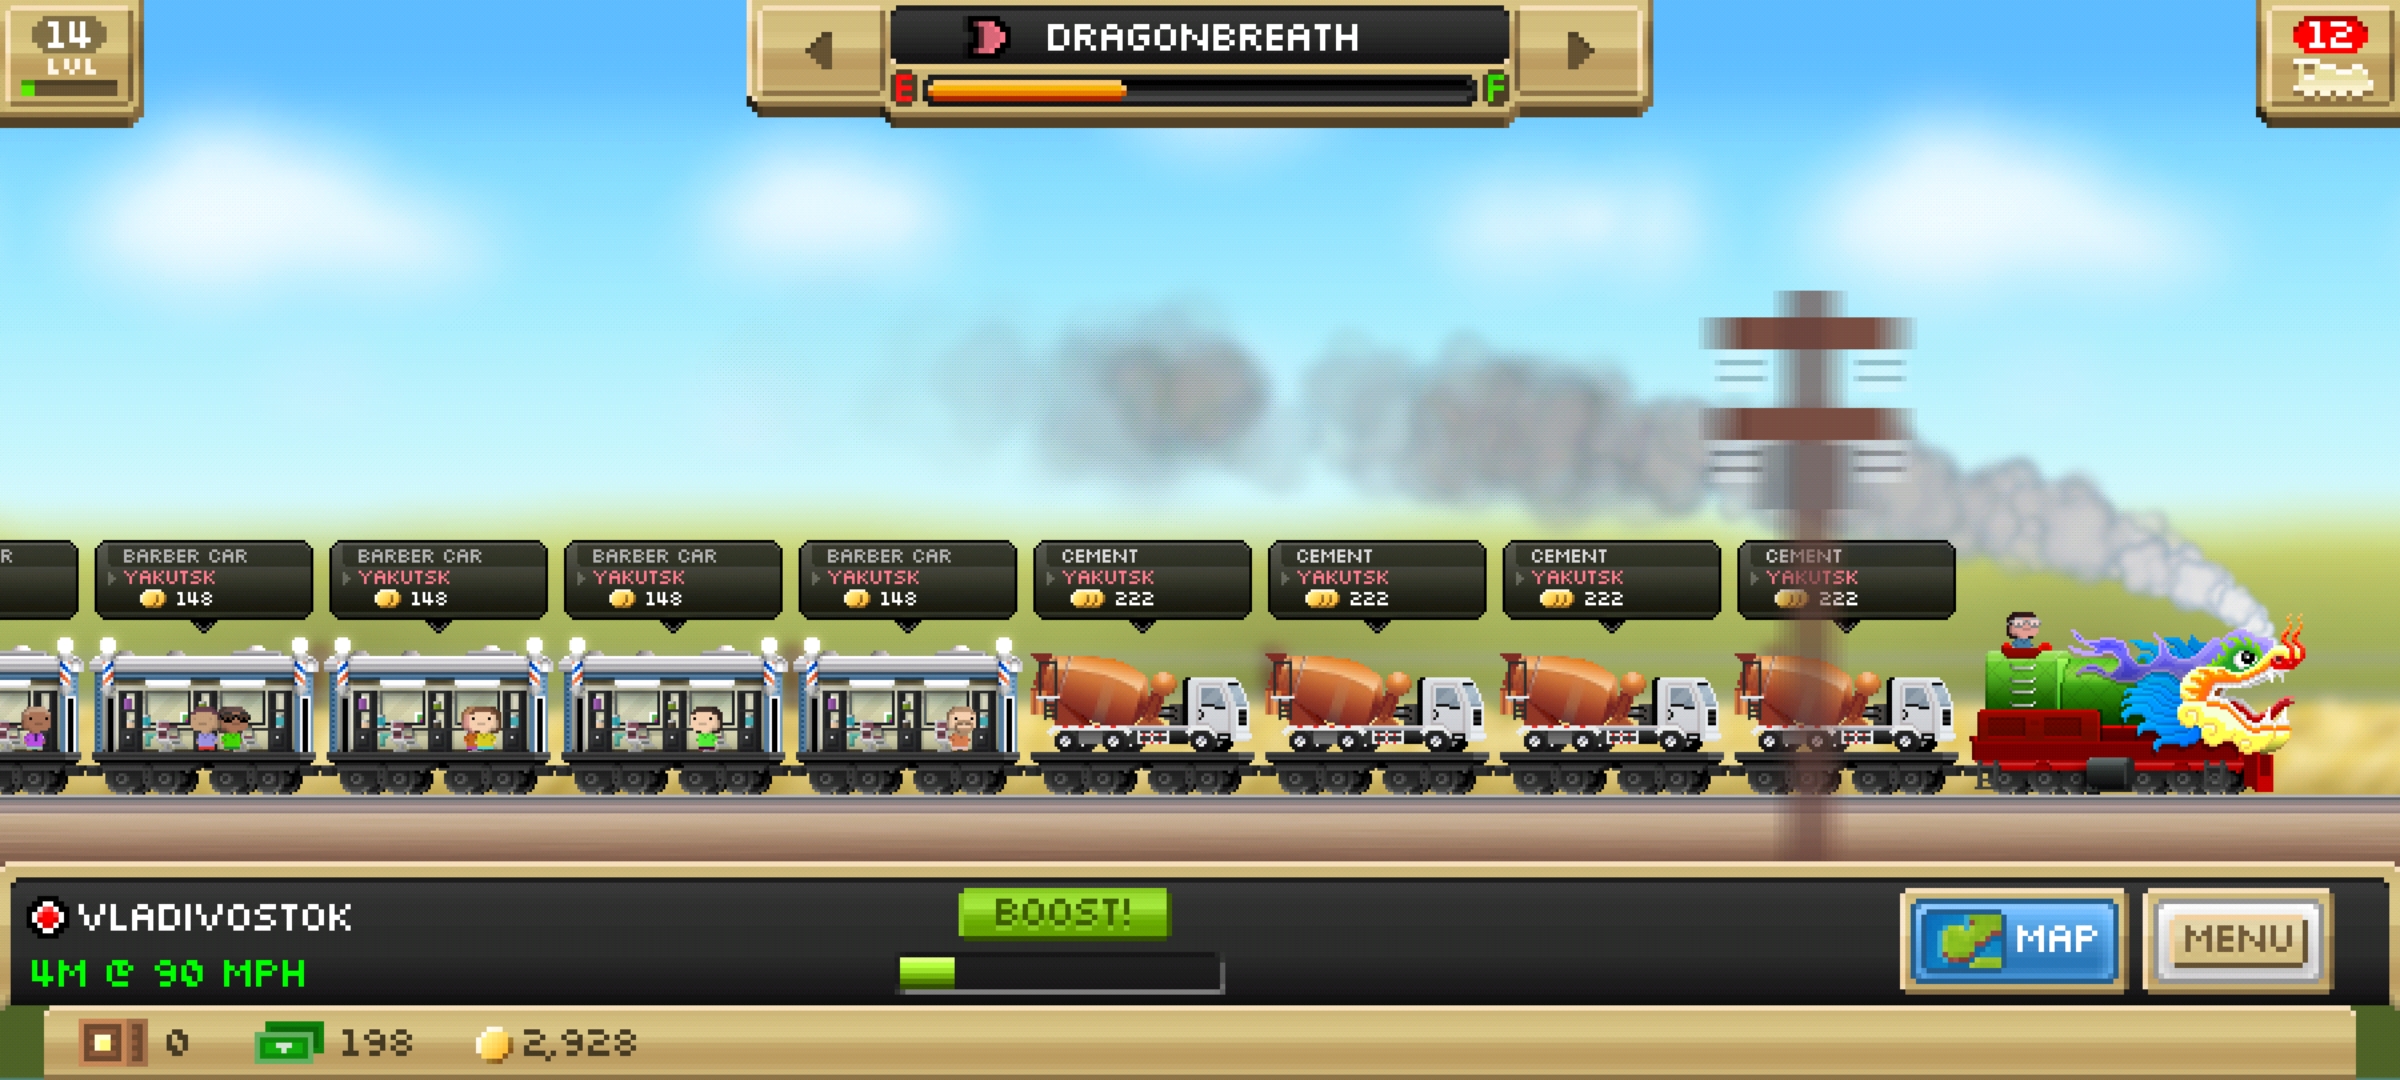 14
LVL
DRAGONBREATH
E F
12
R
BARBER CAR
YAKUTSK
148
BARBER CAR
YAKUTSK
148
BARBER CAR
YAKUTSK
148
BARBER CAR
YAKUTSK
148
CEMENT
YAKUTSK
222
CEMENT
YAKUTSK
222
CEMENT
YAKUTSK
222
CEMENT
YAKUTSK
222
VLADIVOSTOK
4M @ 90 MPH
BOOST!
MAP
MENU
0
198
2,928